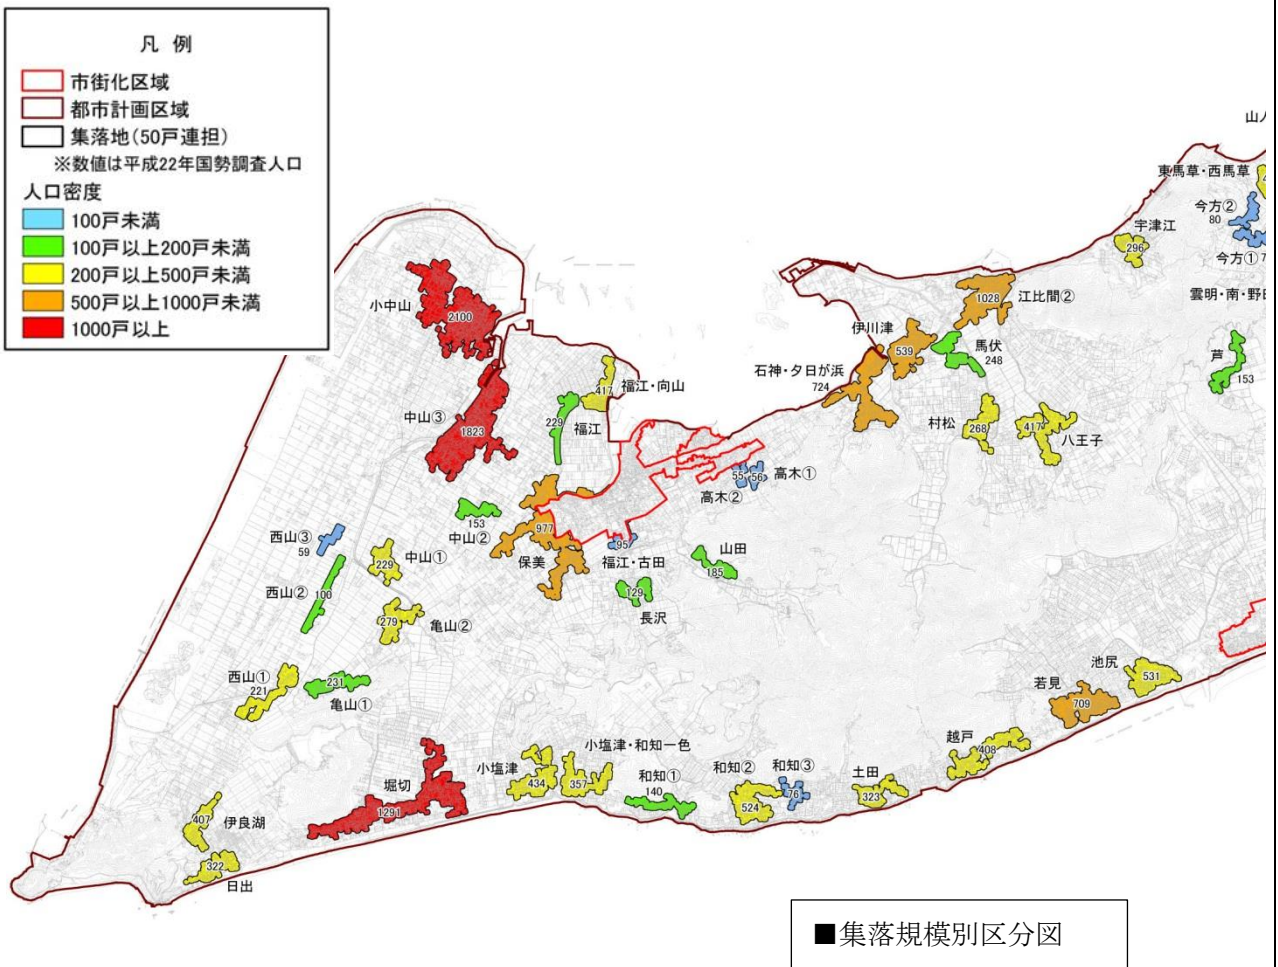 凡 例
市街化区域
都市計画区域
集落地(50戸連担)
※数値は平成22年国勢調査人口
人口密度
100戸未満
100戸以上200戸未満
200戸以上500戸未満
500戸以上1000戸未満
1000戸以上
山
東馬草・西馬草
今方②
80
宇津江
296
今方①
7
雲明・南・野田
小中山
2100
1028
江比間②
伊川津
539
馬伏
248
芦
153
石神・夕日が浜
724
417
福江・向山
中山③
1823
229
福江
村松
268
417
八王子
55
56
高木①
高木②
153
中山②
977
保美
95
福江・古田
山田
185
西山③
59
中山①
229
西山②
100
129
長沢
279
亀山②
西山①
221
231
亀山①
池尻
531
若見
709
越戸
408
小塩津・和知一色
小塩津
434
357
和知①
140
和知②
524
和知③
76
土田
323
堀切
1291
407
伊良湖
322
日出
■集落規模別区分図